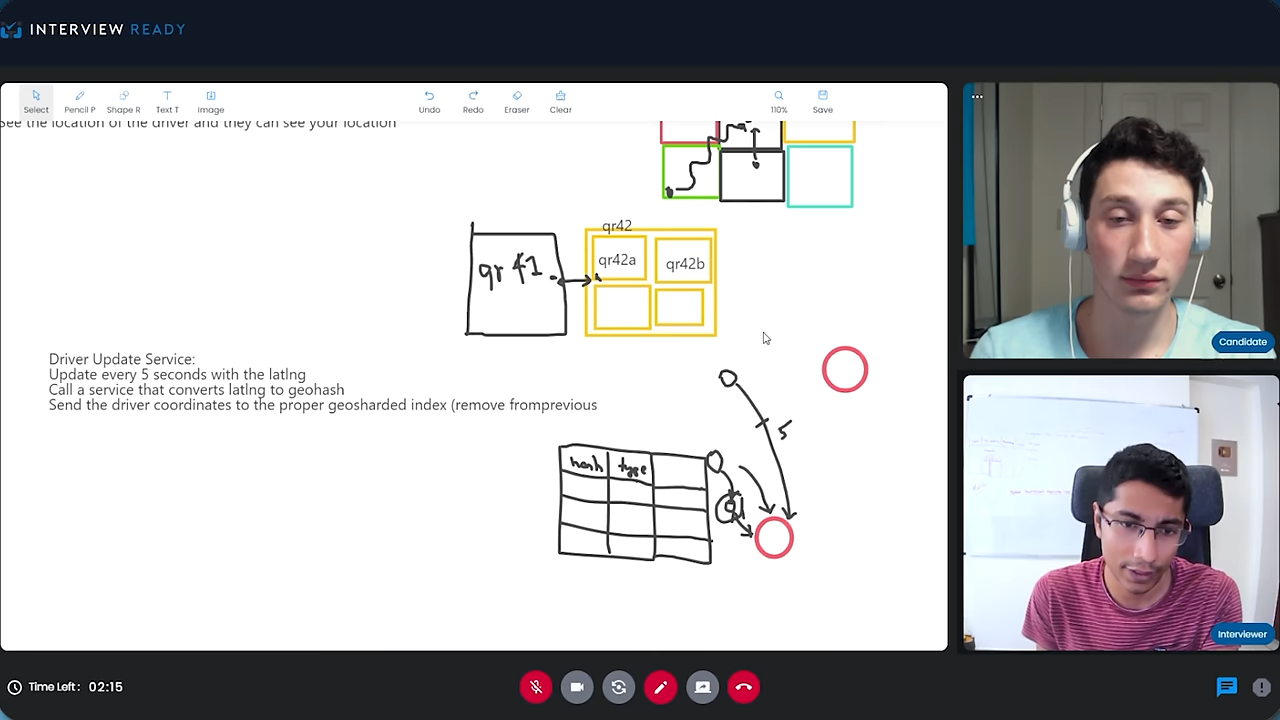 INTERVIEW READY
Select
Pencil P
Shape R
Text T
Image
Undo
Redo
Eraser
Clear
110%
Save
See the location of the driver and they can see your location
qr42
qr41
qr42a
qr42b
Driver Update Service:
Update every 5 seconds with the latlng
Call a service that converts latlng to geohash
Send the driver coordinates to the proper geosharded index (remove fromprevious
5
hash
type
Candidate
Interviewer
Time Left : 02:15